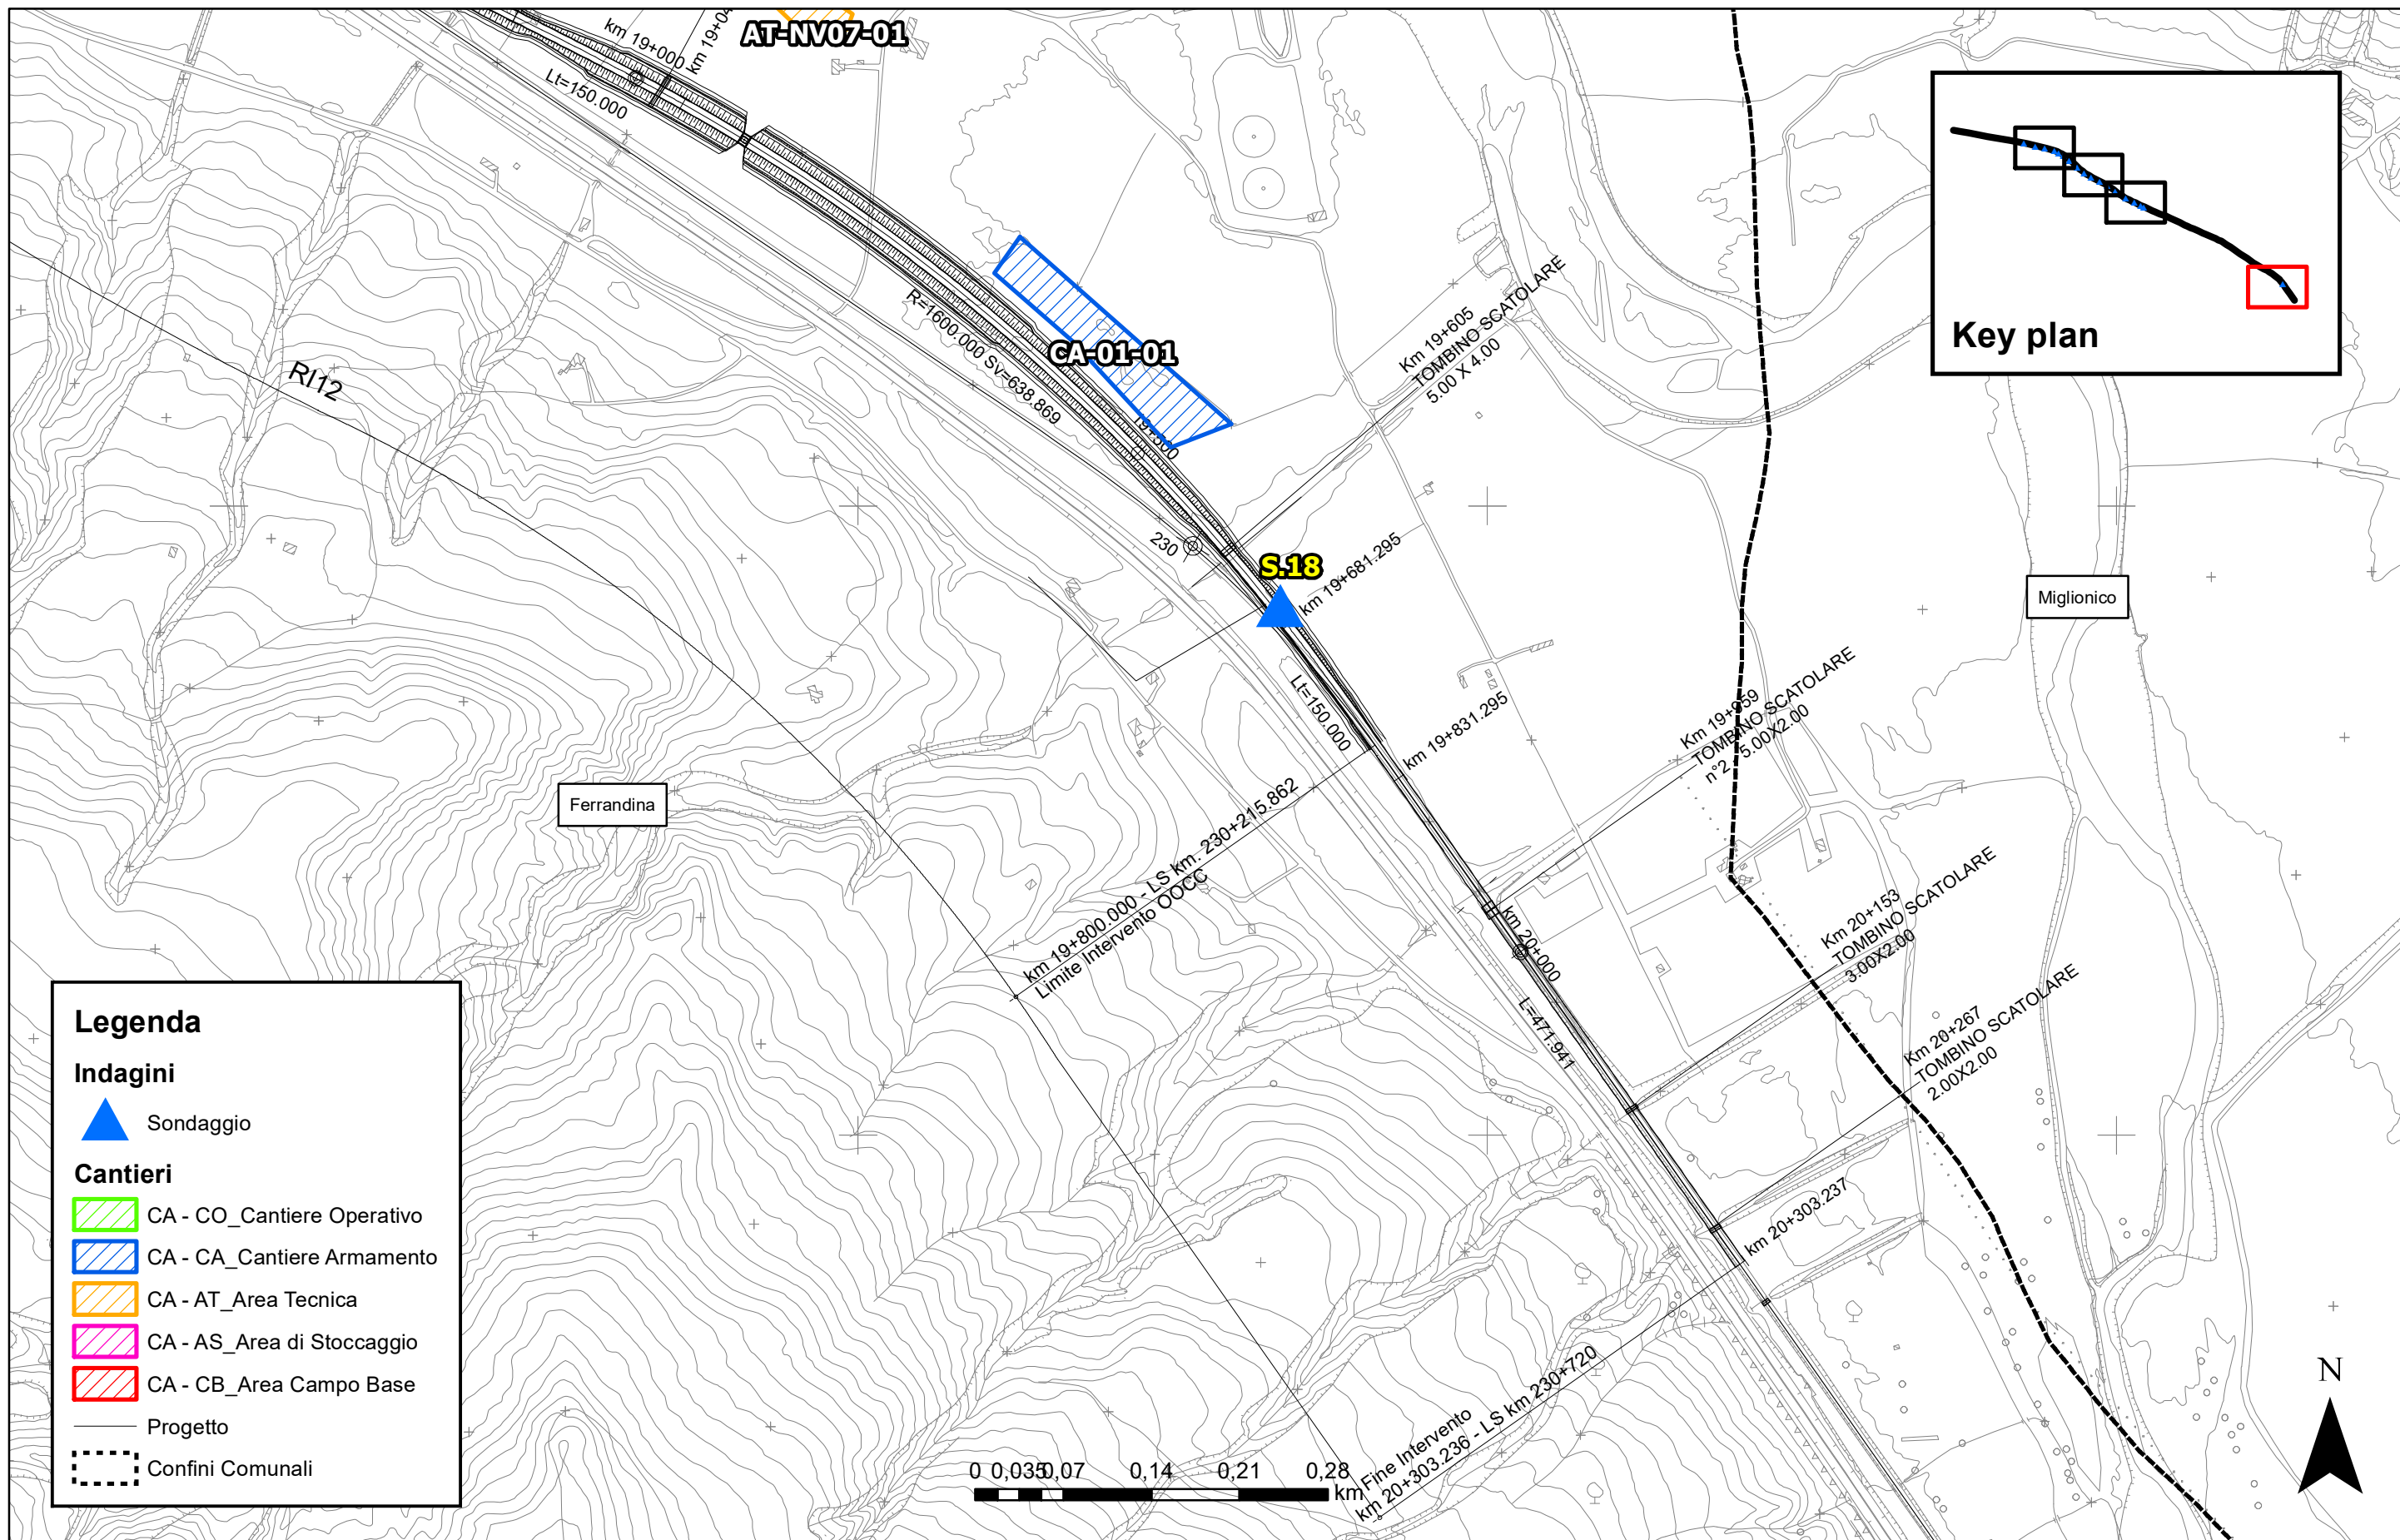 AT-NV07-01
km 19+000
km 19+04
Lt=150.000
Key plan
RI12
CA-01-01
R=1600.000 Sv=638.869
Km 19+605
TOMBINO SCATOLARE
5.00 X 4.00
230
S.18
km 19+681.295
Miglionico
Lt=150.000
km 19+831.295
Km 19+959
TOMBINO SCATOLARE
n°2 - 5.00X2.00
Ferrandina
km 19+800.000 - LS km. 230+215.862
Limite Intervento OOCC
km 20+000
Km 20+153
TOMBINO SCATOLARE
3.00X2.00
L=471.941
Km 20+267
TOMBINO SCATOLARE
2.00X2.00
km 20+303.237
Fine Intervento
km 20+303.236 - LS km 230+720
Legenda
Indagini
Sondaggio
Cantieri
CA - CO_Cantiere Operativo
CA - CA_Cantiere Armamento
CA - AT_Area Tecnica
CA - AS_Area di Stoccaggio
CA - CB_Area Campo Base
Progetto
Confini Comunali
0 0,035 0,07 0,14 0,21 0,28
km
N